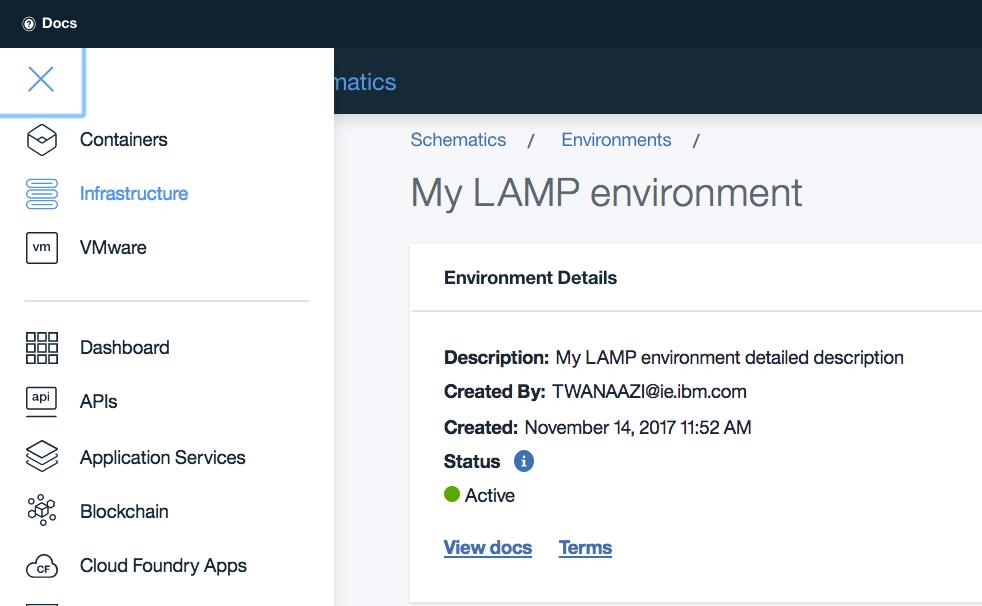 Docs
matics
Containers
Infrastructure
vm
VMware
Dashboard
api
APIs
Application Services
Blockchain
CF
Cloud Foundry Apps
Schematics / Environments /
My LAMP environment
Environment Details
Description: My LAMP environment detailed description
Created By: TWANAAZI@ie.ibm.com
Created: November 14, 2017 11:52 AM
Status
Active
View docs Terms